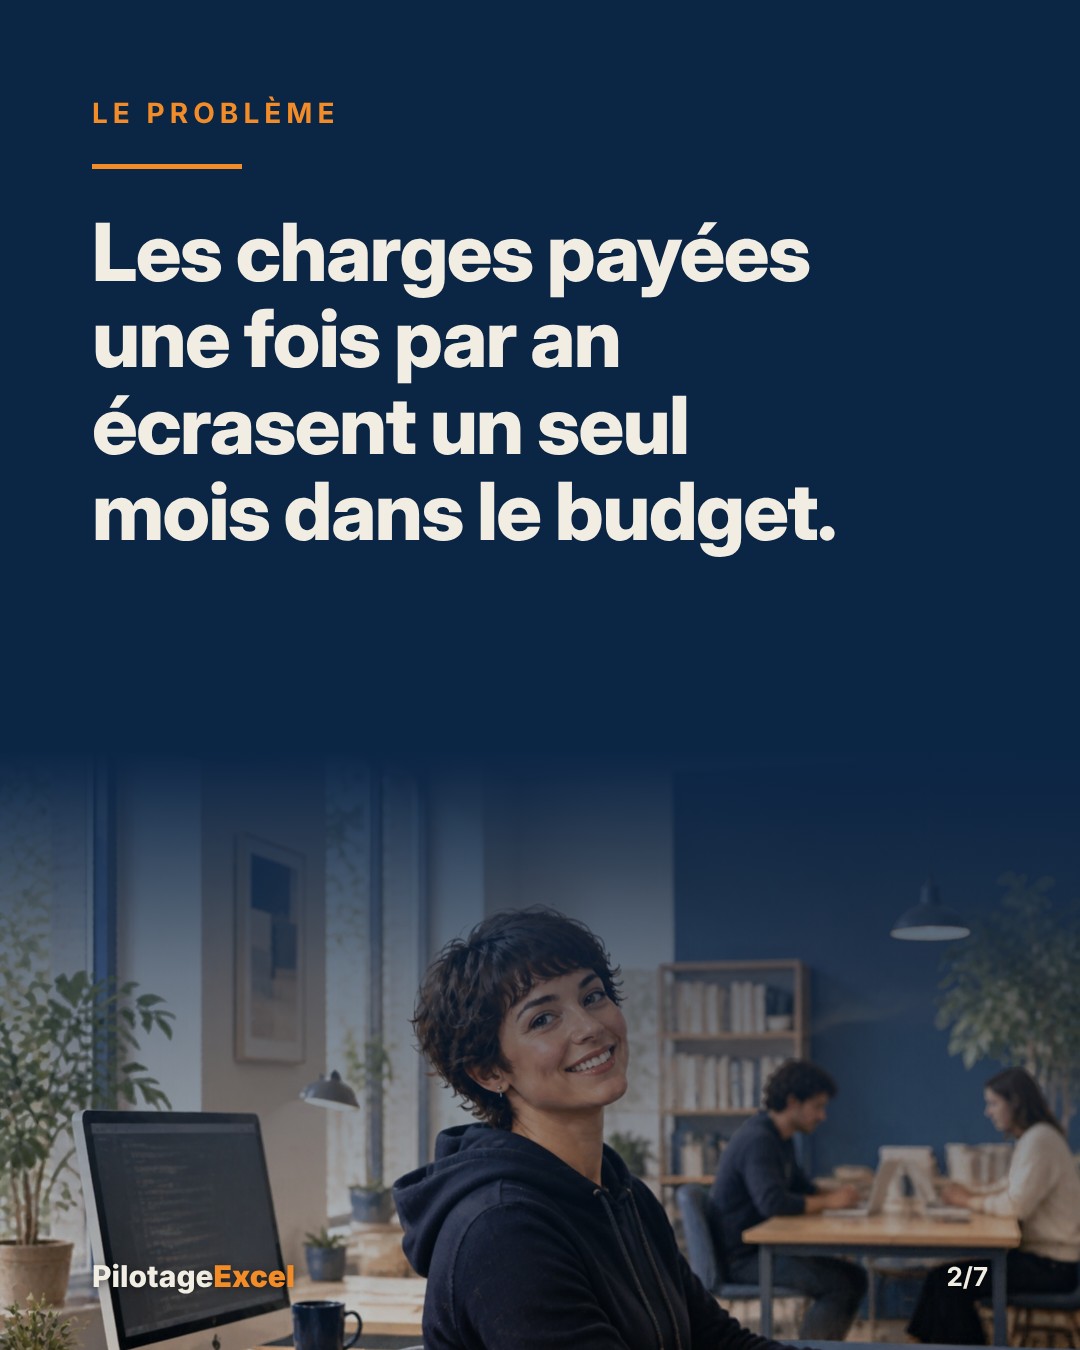 LE PROBLÈME
Les charges payées
une fois par an
écrasent un seul
mois dans le budget.
PilotageExcel
2/7